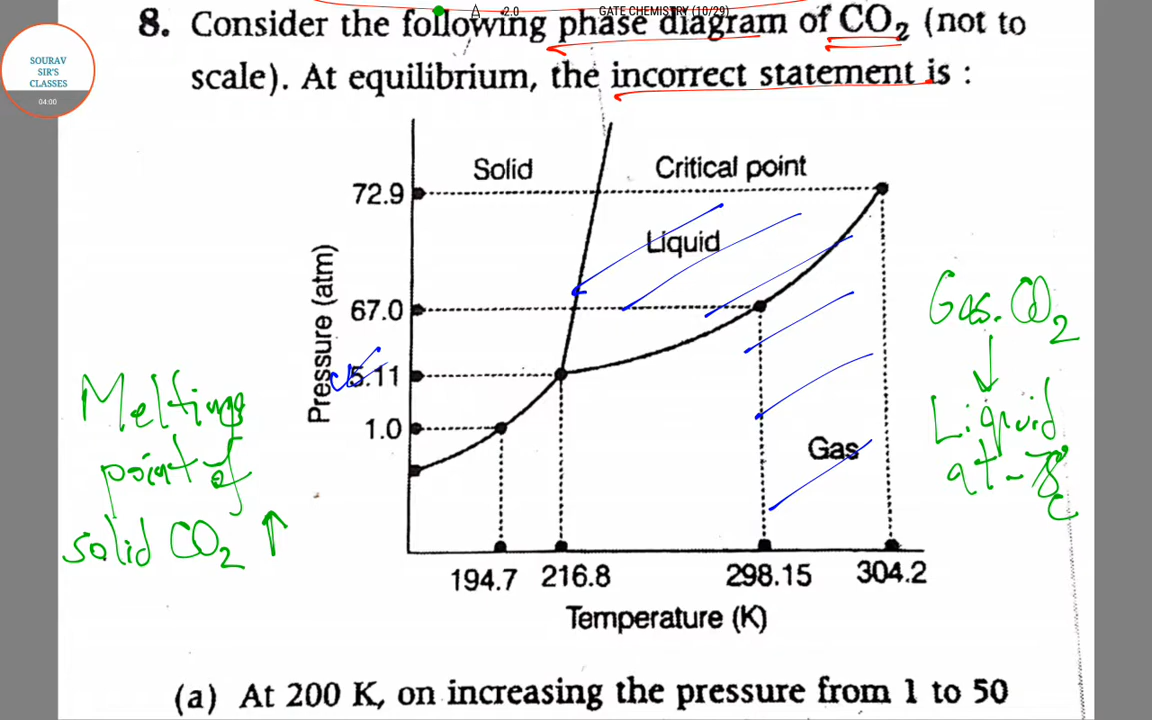 A 2.0 GATE CHEMISTRY (10/29)
8. Consider the following phase diagram of CO2 (not to
scale). At equilibrium, the incorrect statement is :
SOURAV
SIR'S
CLASSES
04:00
Solid
Critical point
72.9
Liquid
Pressure (atm)
67.0
5.11
1.0
Gas
194.7 216.8 298.15 304.2
Temperature (K)
Melting
point of
solid CO2 ↑
Gas. CO2
↓
Liquid
at -78°C
(a) At 200 K, on increasing the pressure from 1 to 50